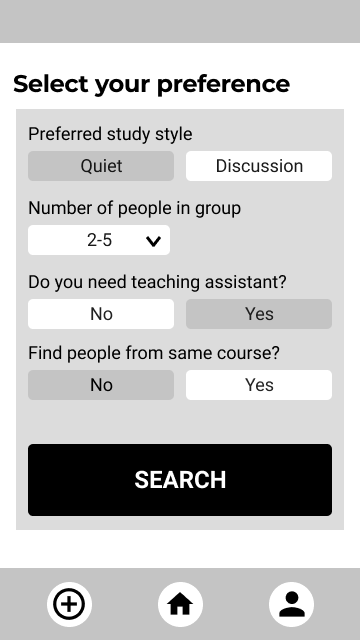 Select your preference
Preferred study style
Quiet Discussion
Number of people in group
2-5
Do you need teaching assistant?
No Yes
Find people from same course?
No Yes
SEARCH